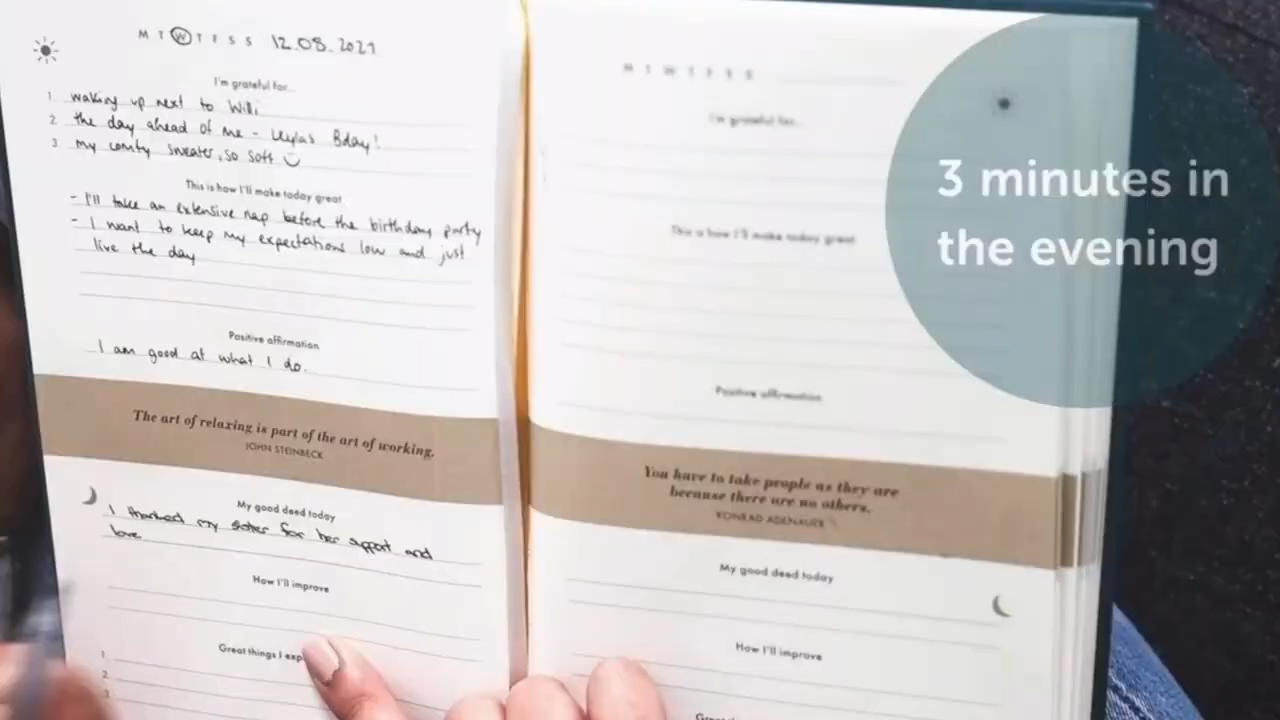 M T W T F S S 12.08.2021
I'm grateful for...
1. waking up next to Willi
2. the day ahead of me - Leyla's Bday!
3 my comfy sweater, so soft
This is how I'll make today great
- I'll take an extensive nap before the birthday party
- I want to keep my expectations low and just
live the day
Positive affirmation
I am good at what I do.
The art of relaxing is part of the art of working.
JOHN STEINBECK
My good deed today
I thanked my sister for her support and
love
How I'll improve
Great things I exp
1.
2.
3.
M T W T F S S
I'm grateful for...
This is how I'll make today great
Positive affirmation
You have to take people as they are
because there are no others.
KONRAD ADENAUER
My good deed today
How I'll improve
Great
3 minutes in
the evening